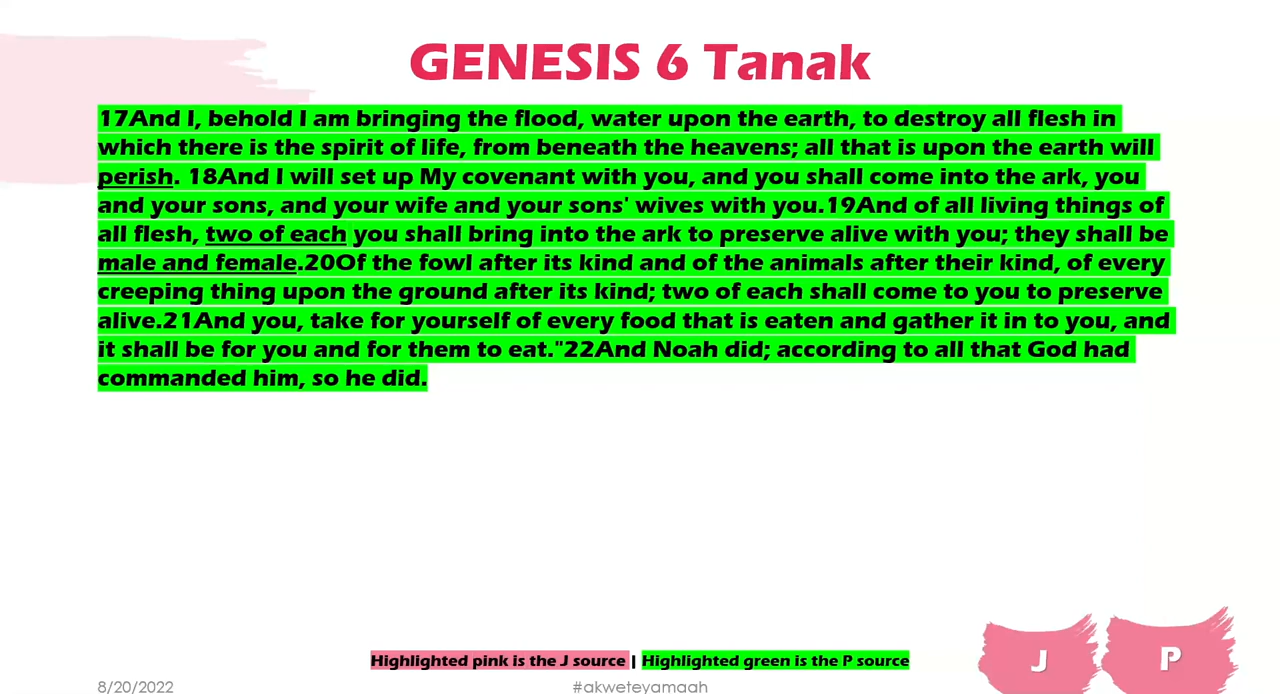 GENESIS 6 Tanak
17And I, behold I am bringing the flood, water upon the earth, to destroy all flesh in
which there is the spirit of life, from beneath the heavens; all that is upon the earth will
perish. 18And I will set up My covenant with you, and you shall come into the ark, you
and your sons, and your wife and your sons' wives with you.19And of all living things of
all flesh, two of each you shall bring into the ark to preserve alive with you; they shall be
male and female.20Of the fowl after its kind and of the animals after their kind, of every
creeping thing upon the ground after its kind; two of each shall come to you to preserve
alive.21And you, take for yourself of every food that is eaten and gather it in to you, and
it shall be for you and for them to eat."22And Noah did; according to all that God had
commanded him, so he did.
Highlighted pink is the J source | Highlighted green is the P source
J P
8/20/2022 #akweteyamaah